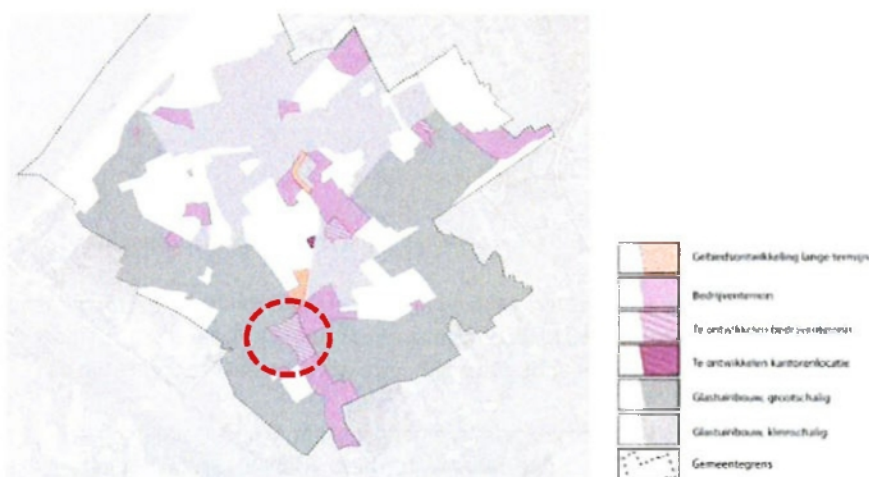 Gebiedsontwikkeling lange termijn
Bedrijventerrein
Te ontwikkelen bedrijventerrein
Te ontwikkelen kantorenlocatie
Glastuinbouw, grootschalig
Glastuinbouw, kleinschalig
Gemeentegrens